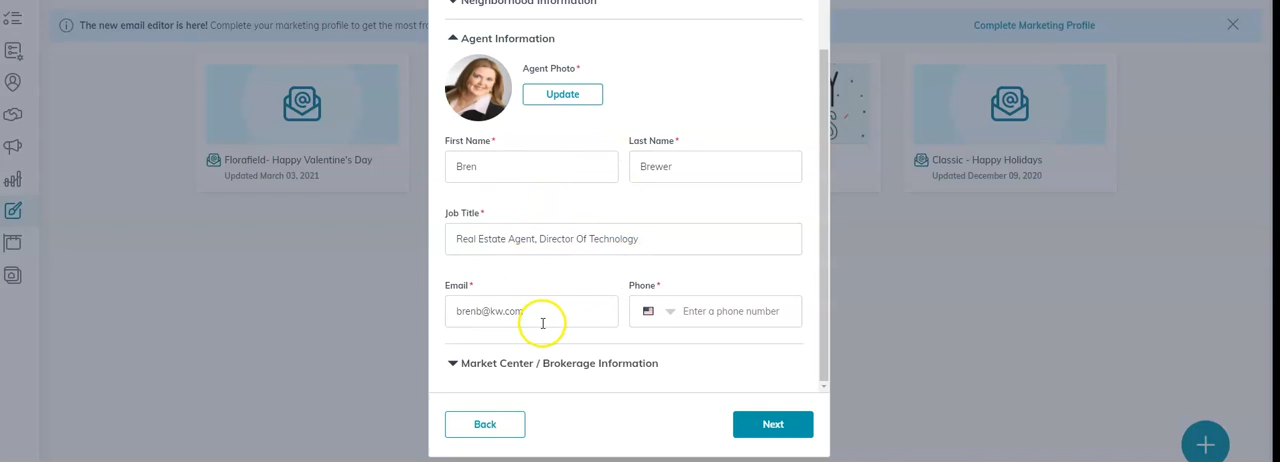 Neighborhood Information
The new email editor is here! Complete your marketing profile to get the most fr
Complete Marketing Profile
Agent Information
Agent Photo*
Update
First Name*
Last Name*
Bren
Brewer
Florafield- Happy Valentine's Day
Updated March 03, 2021
Classic - Happy Holidays
Updated December 09, 2020
Job Title*
Real Estate Agent, Director Of Technology
Email*
Phone*
brenb@kw.com
Enter a phone number
Market Center / Brokerage Information
Back
Next